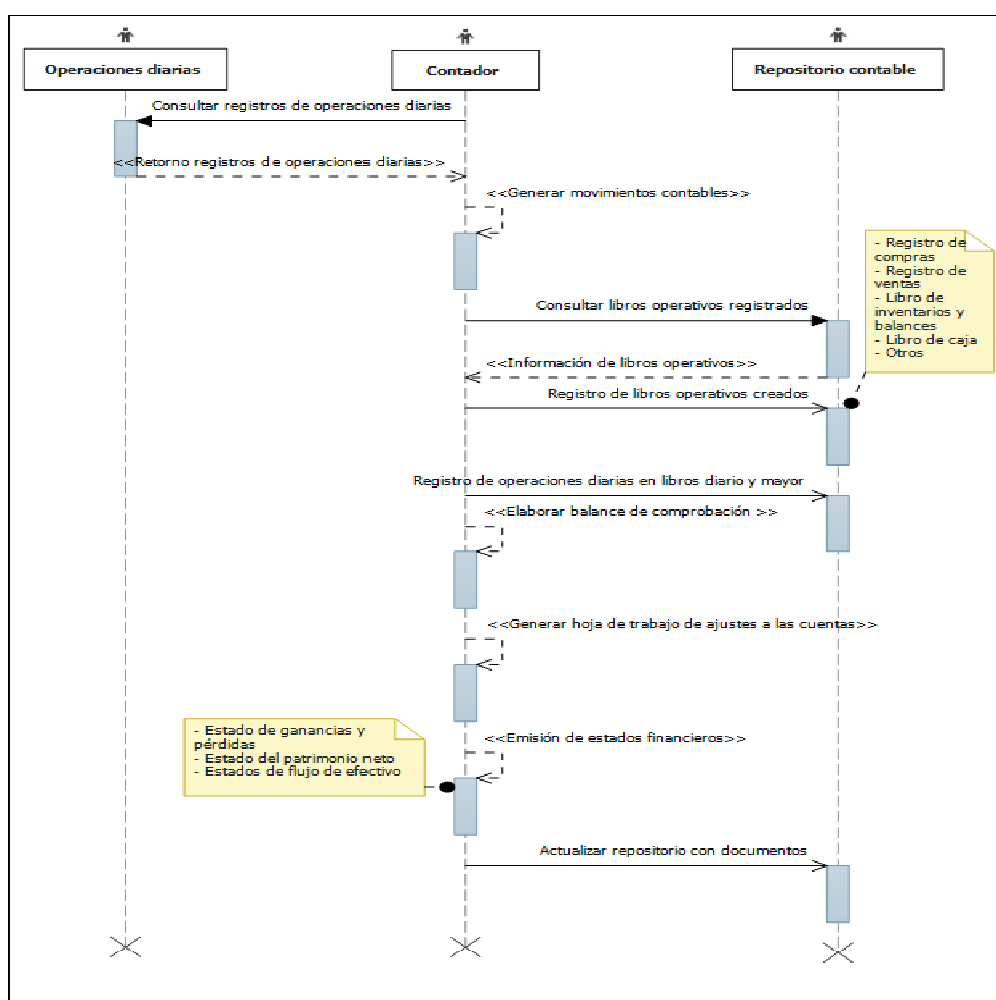 Operaciones diarias
Contador
Repositorio contable
Consultar registros de operaciones diarias
<<Retorno registros de operaciones diarias>>
<<Generar movimientos contables>>
- Registro de
compras
- Registro de
ventas
- Libro de
inventarios y
balances
- Libro de caja
- Otros
Consultar libros operativos registrados
<<Información de libros operativos>>
Registro de libros operativos creados
Registro de operaciones diarias en libros diario y mayor
<<Elaborar balance de comprobación >>
<<Generar hoja de trabajo de ajustes a las cuentas>>
- Estado de ganancias y
pérdidas
- Estado del patrimonio neto
- Estados de flujo de efectivo
<<Emisión de estados financieros>>
Actualizar repositorio con documentos